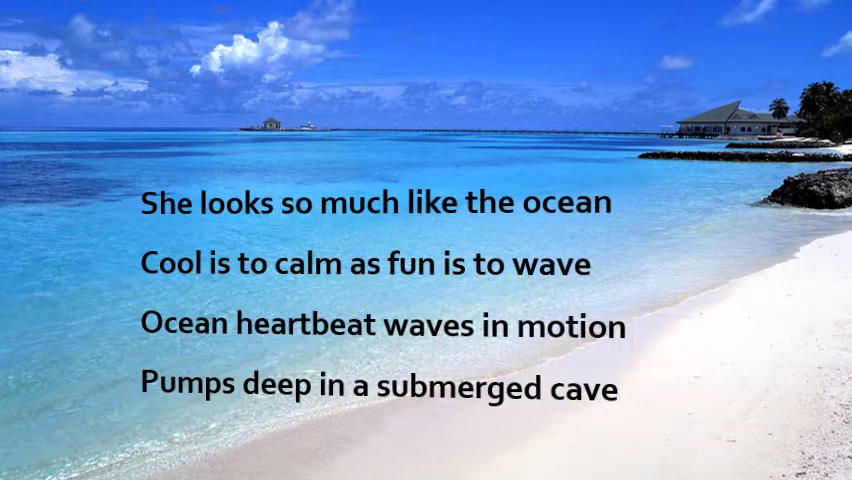 She looks so much like the ocean
Cool is to calm as fun is to wave
Ocean heartbeat waves in motion
Pumps deep in a submerged cave